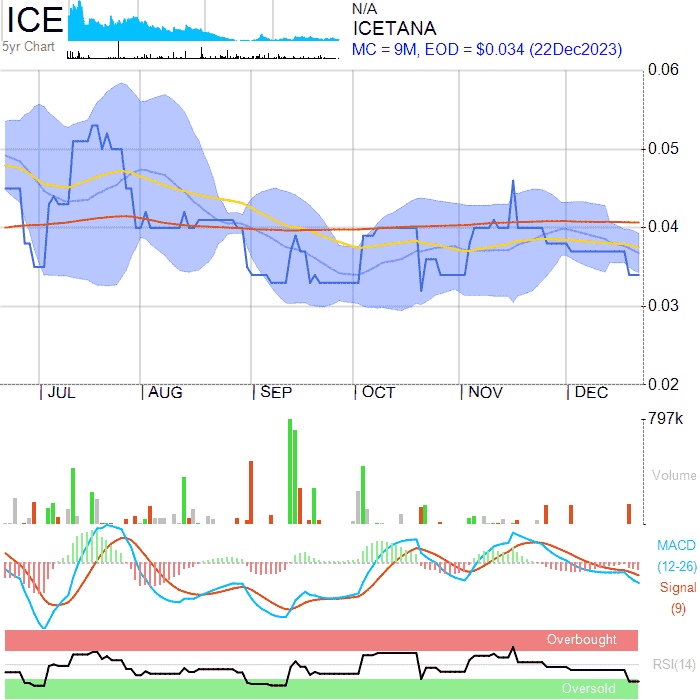 ICE
5yr Chart
N/A
ICETANA
MC = 9M, EOD = $0.034 (22Dec2023)
0.06
0.05
0.04
0.03
0.02
JUL AUG SEP OCT NOV DEC
797k
Volume
MACD
(12-26)
Signal
(9)
Overbought
RSI(14)
Oversold